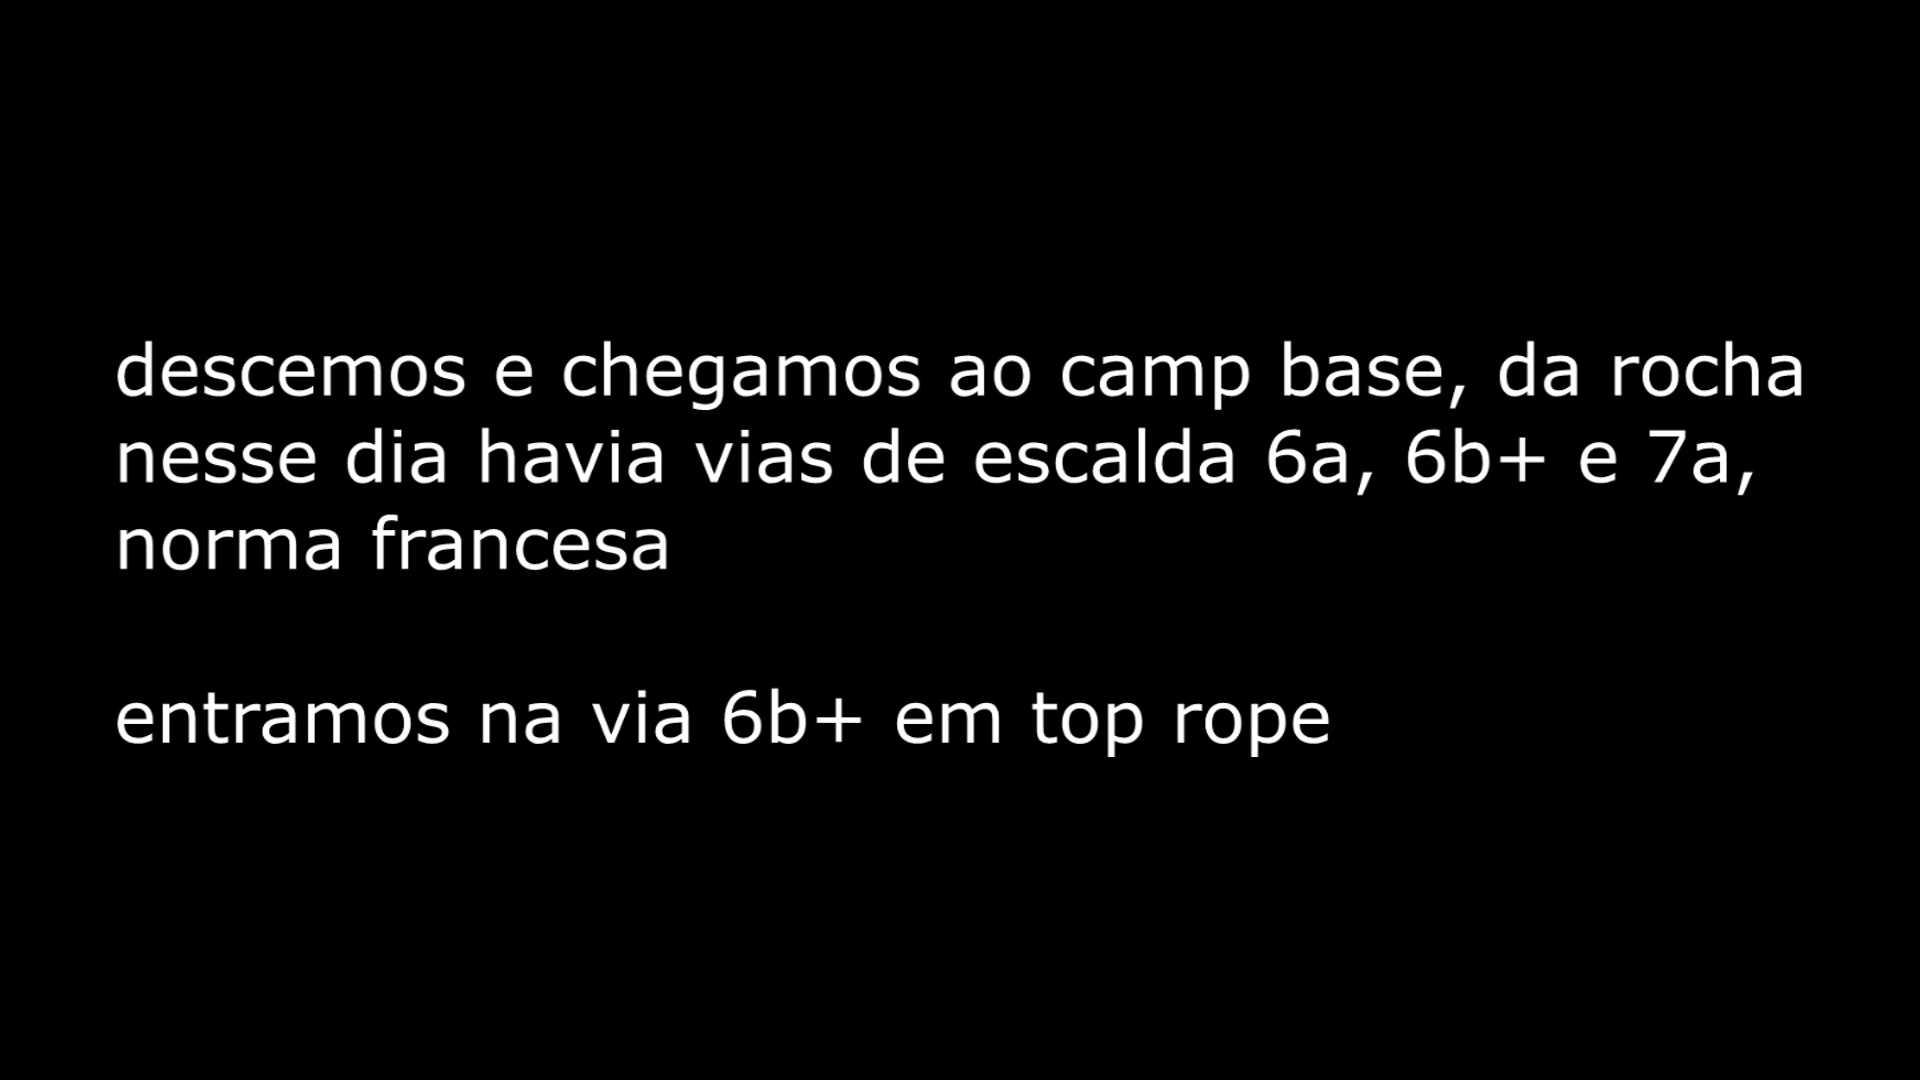 descemos e chegamos ao camp base, da rocha
nesse dia havia vias de escalda 6a, 6b+ e 7a,
norma francesa
entramos na via 6b+ em top rope